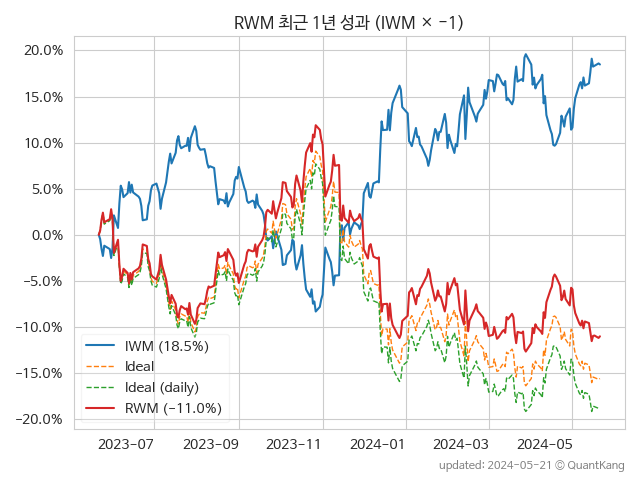 RWM 최근 1년 성과 (IWM × −1)
20.0%
15.0%
10.0%
5.0%
0.0%
−5.0%
−10.0%
−15.0%
−20.0%
IWM (18.5%)
Ideal
Ideal (daily)
RWM (−11.0%)
2023-07
2023-09
2023-11
2024-01
2024-03
2024-05
updated: 2024-05-21 ⓒ QuantKang